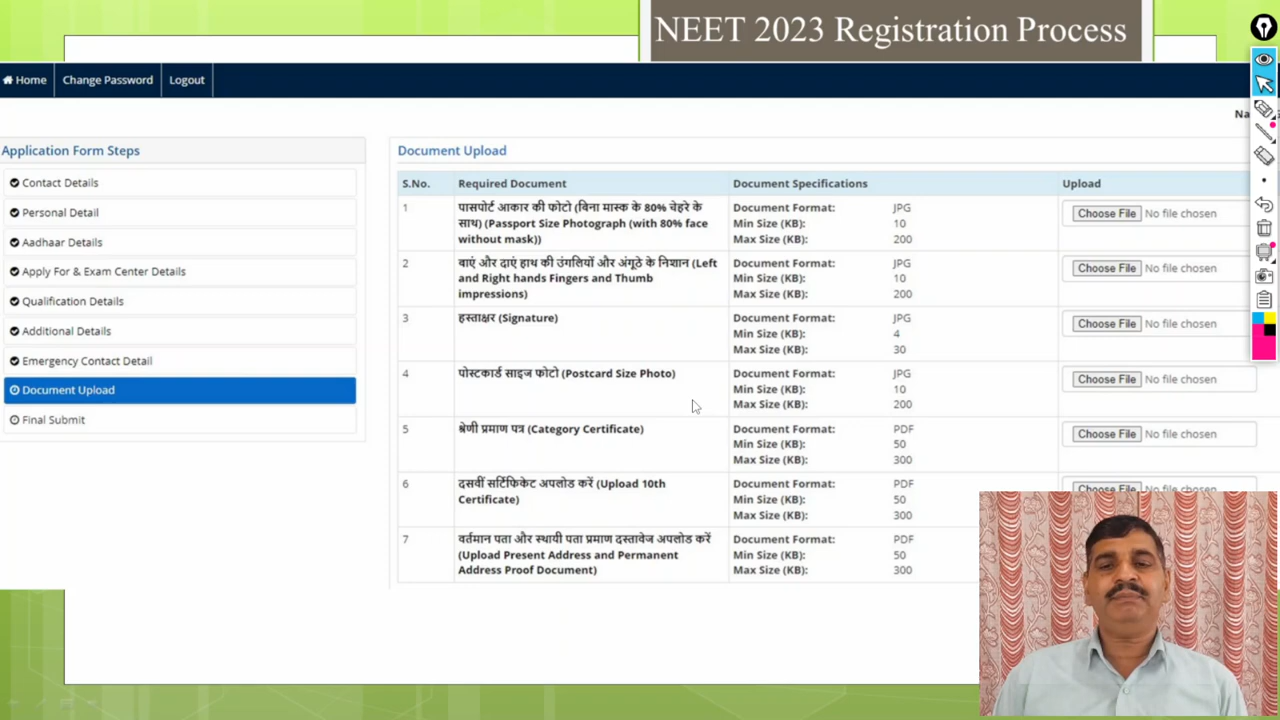 NEET 2023 Registration Process
Home Change Password Logout
Application Form Steps
Contact Details
Personal Detail
Aadhaar Details
Apply For & Exam Center Details
Qualification Details
Additional Details
Emergency Contact Detail
Document Upload
Final Submit
Document Upload
S.No. Required Document Document Specifications Upload
1 पासपोर्ट आकार की फोटो (बिना मास्क के 80% चेहरे के Document Format: JPG
साथ) (Passport Size Photograph (with 80% face Min Size (KB): 10 Choose File No file chosen
without mask)) Max Size (KB): 200
2 वाएं और दाएं हाथ की उंगलियों और अंगूठे के निशान (Left Document Format: JPG
and Right hands Fingers and Thumb Min Size (KB): 10 Choose File No file chosen
impressions) Max Size (KB): 200
3 हस्ताक्षर (Signature) Document Format: JPG
Min Size (KB): 4 Choose File No file chosen
Max Size (KB): 30
4 पोस्टकार्ड साइज फोटो (Postcard Size Photo) Document Format: JPG
Min Size (KB): 10 Choose File No file chosen
Max Size (KB): 200
5 श्रेणी प्रमाण पत्र (Category Certificate) Document Format: PDF
Min Size (KB): 50 Choose File No file chosen
Max Size (KB): 300
6 दसवीं सर्टिफिकेट अपलोड करें (Upload 10th Document Format: PDF
Certificate) Min Size (KB): 50 Choose File No file chosen
Max Size (KB): 300
7 वर्तमान पता और स्थायी पता प्रमाण दस्तावेज अपलोड करें Document Format: PDF
(Upload Present Address and Permanent Min Size (KB): 50
Address Proof Document) Max Size (KB): 300